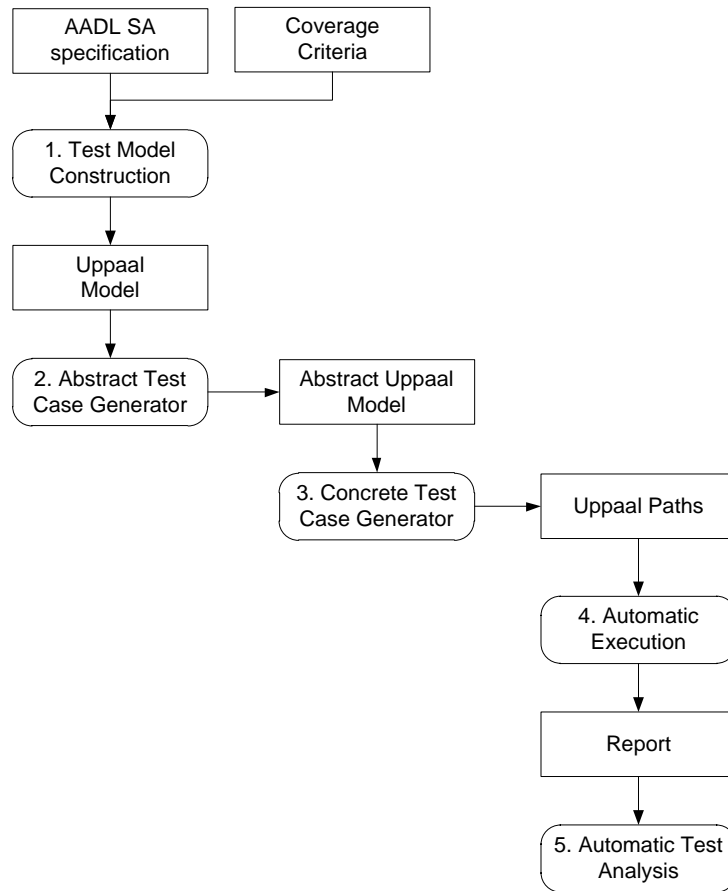 AADL SA
specification
Coverage
Criteria
1. Test Model
Construction
Uppaal
Model
2. Abstract Test
Case Generator
Abstract Uppaal
Model
3. Concrete Test
Case Generator
Uppaal Paths
4. Automatic
Execution
Report
5. Automatic Test
Analysis